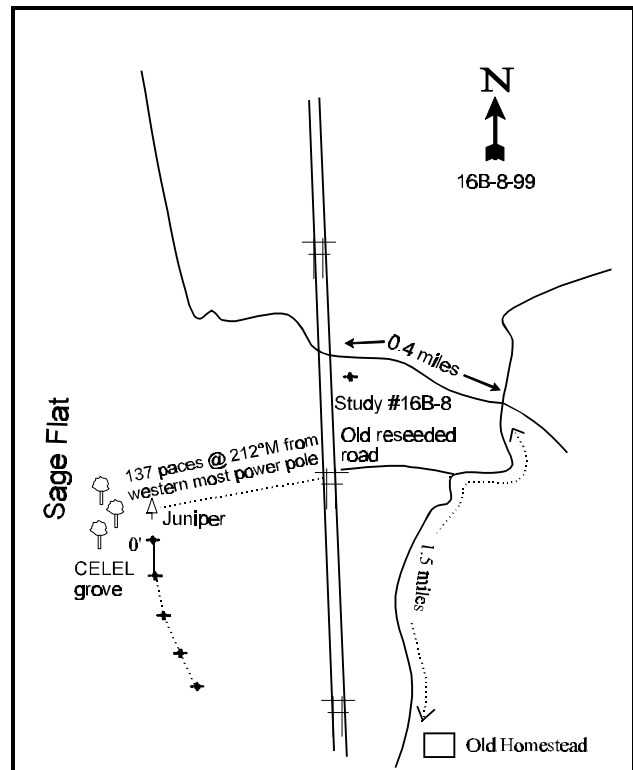 N
16B-8-99
0.4 miles
Study #16B-8
Old reseeded
road
137 paces @ 212°M from
western most power pole
Sage Flat
Juniper
0'
CELEL
grove
1.5 miles
Old Homestead